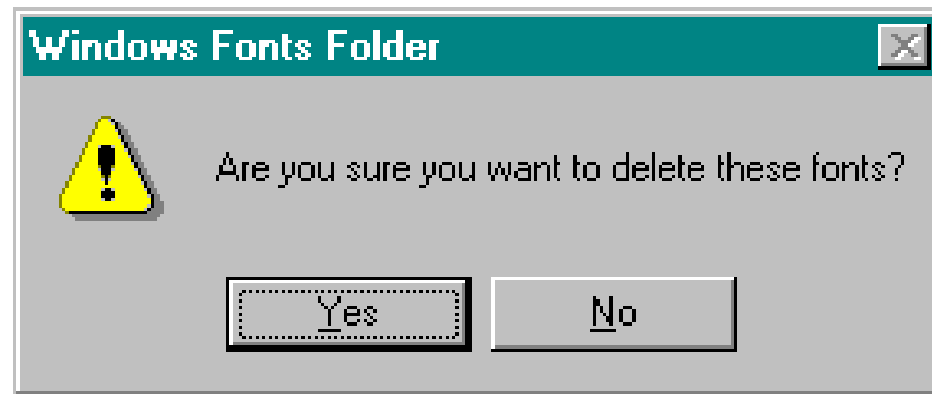 Windows Fonts Folder
Are you sure you want to delete these fonts?
Yes No